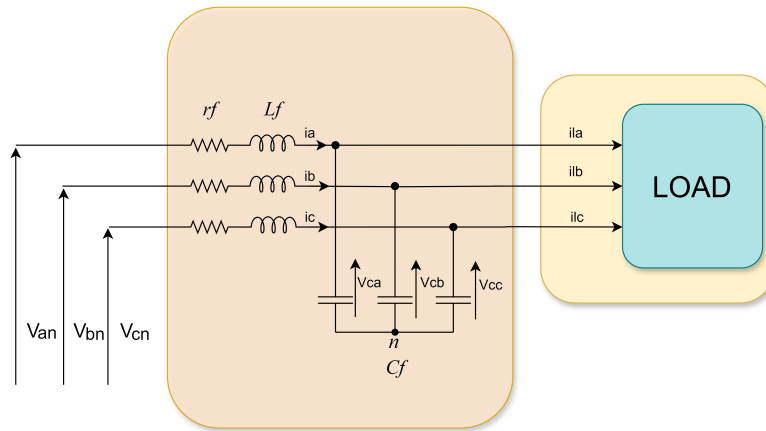 rf
Lf
ia
ila
ib
ilb
ic
ilc
LOAD
Vca
Vcb
Vcc
Van
Vbn
Vcn
n
Cf